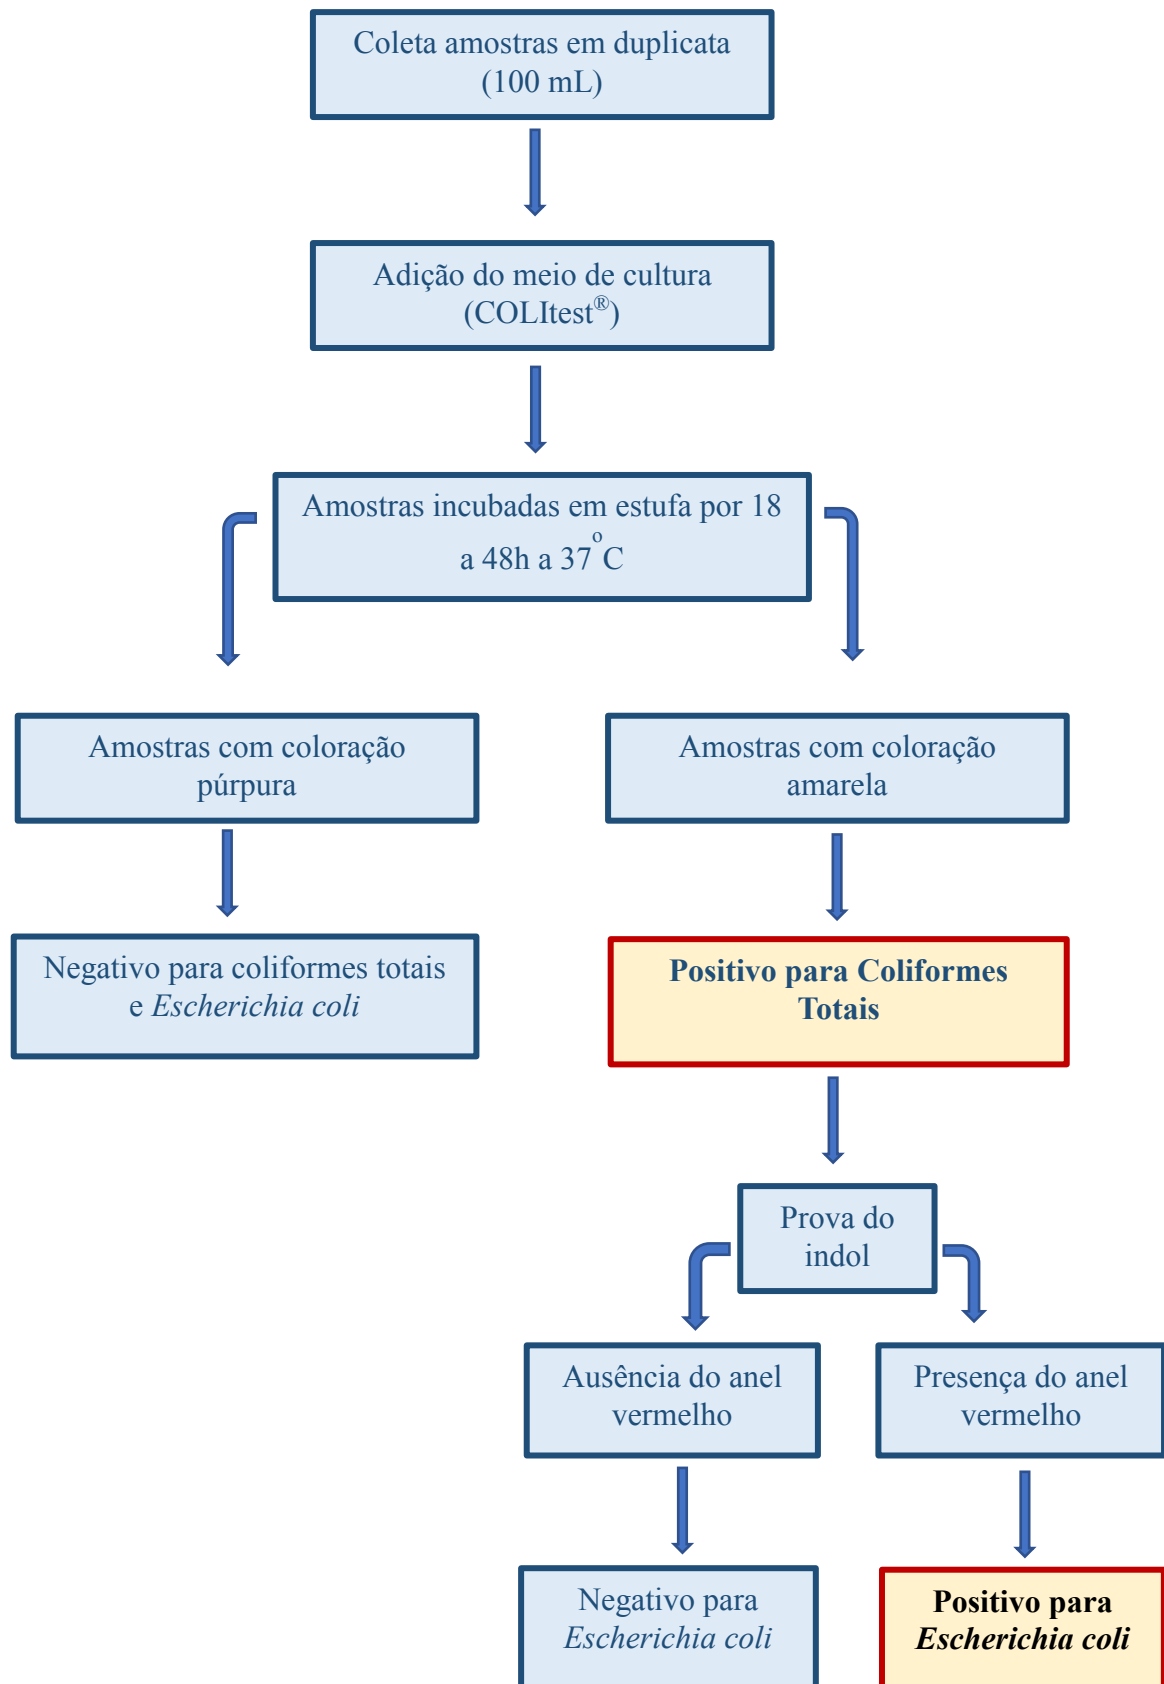 Coleta amostras em duplicata
(100 mL)
Adição do meio de cultura
(COLItest®)
Amostras incubadas em estufa por 18
a 48h a 37°C
Amostras com coloração
púrpura
Amostras com coloração
amarela
Negativo para coliformes totais
e Escherichia coli
Positivo para Coliformes
Totais
Prova do
indol
Ausência do anel
vermelho
Presença do anel
vermelho
Negativo para
Escherichia coli
Positivo para
Escherichia coli